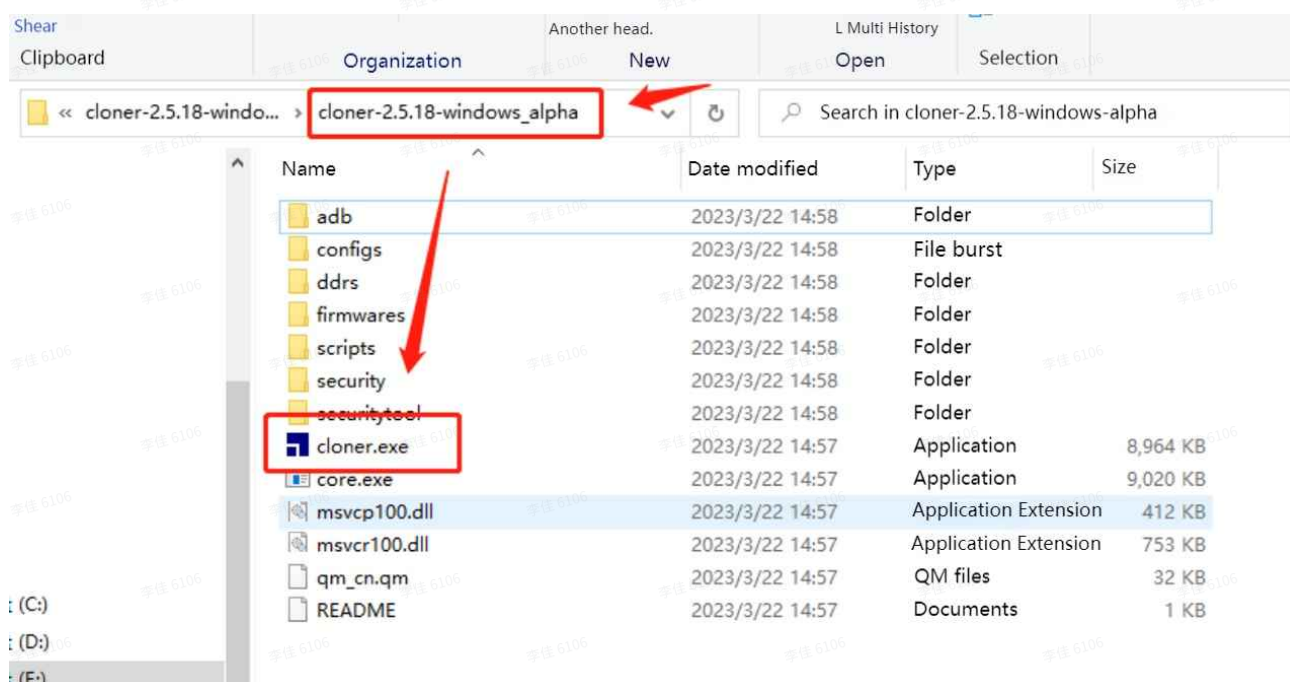 Shear
Another head.
L Multi History
Clipboard
Organization
New
Open
Selection
« cloner-2.5.18-windo... › cloner-2.5.18-windows_alpha
Search in cloner-2.5.18-windows-alpha
Name Date modified Type Size
adb 2023/3/22 14:58 Folder
configs 2023/3/22 14:58 File burst
ddrs 2023/3/22 14:58 Folder
firmwares 2023/3/22 14:58 Folder
scripts 2023/3/22 14:58 Folder
security 2023/3/22 14:58 Folder
securitytool 2023/3/22 14:58 Folder
cloner.exe 2023/3/22 14:57 Application 8,964 KB
core.exe 2023/3/22 14:57 Application 9,020 KB
msvcp100.dll 2023/3/22 14:57 Application Extension 412 KB
msvcr100.dll 2023/3/22 14:57 Application Extension 753 KB
qm_cn.qm 2023/3/22 14:57 QM files 32 KB
README 2023/3/22 14:57 Documents 1 KB
(C:)
(D:)
(E:)
李佳 6106